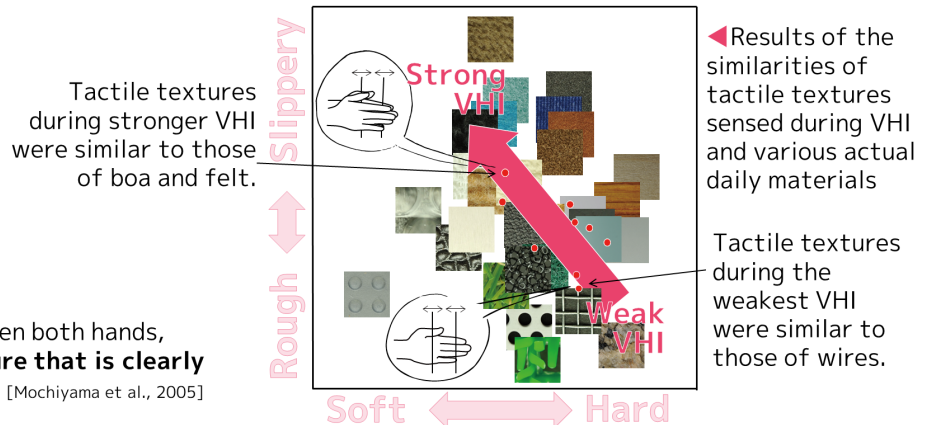 Slippery
Rough
Soft
Hard
Strong
VHI
Weak
VHI
Tactile textures
during stronger VHI
were similar to those
of boa and felt.
Results of the
similarities of
tactile textures
sensed during VHI
and various actual
daily materials
Tactile textures
during the
weakest VHI
were similar to
those of wires.
en both hands,
re that is clearly
[Mochiyama et al., 2005]